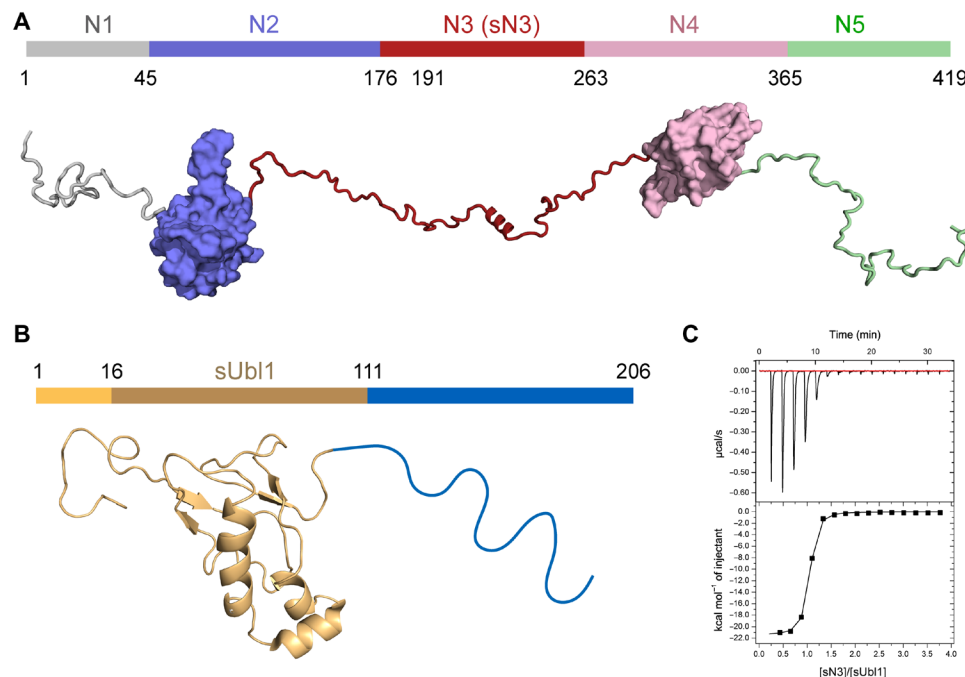 A
N1 N2 N3 (sN3) N4 N5
1 45 176 191 263 365 419
B
1 16 sUbl1 111 206
C
Time (min)
0 10 20 30
0.00
-0.10
-0.20
-0.30
-0.40
-0.50
-0.60
µcal/s
0.0
-2.0
-4.0
-6.0
-8.0
-10.0
-12.0
-14.0
-16.0
-18.0
-20.0
-22.0
kcal mol⁻¹ of injectant
0.0 0.5 1.0 1.5 2.0 2.5 3.0 3.5 4.0
[sN3]/[sUbl1]